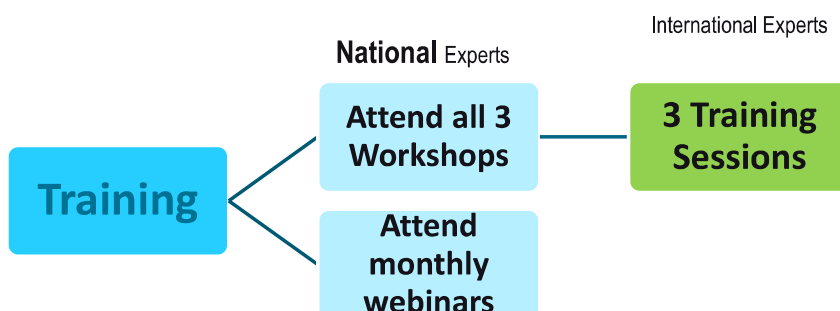 International Experts
National Experts
Attend all 3
Workshops
3 Training
Sessions
Training
Attend
monthly
webinars